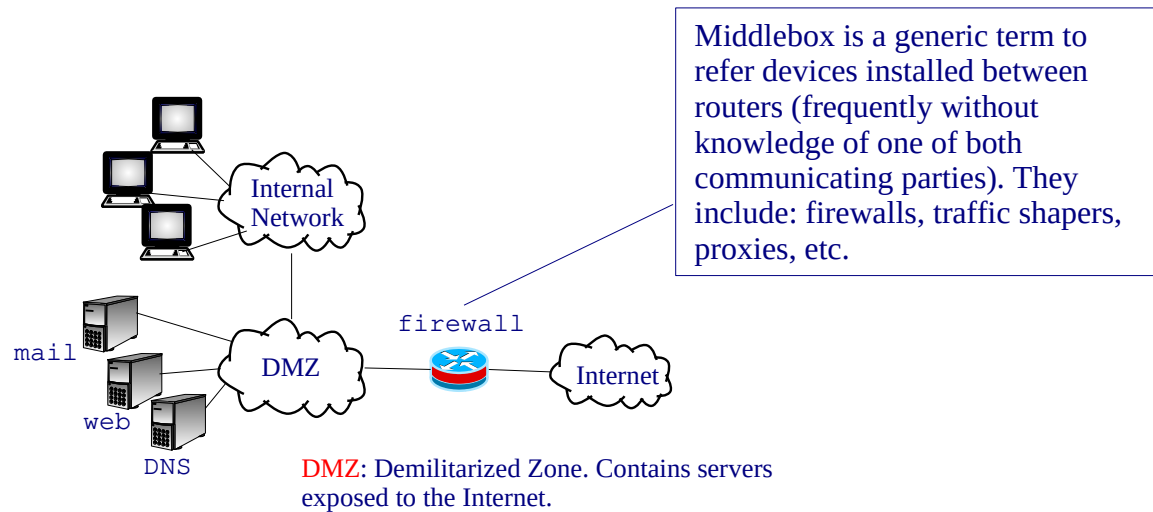 Middlebox is a generic term to
refer devices installed between
routers (frequently without
knowledge of one of both
communicating parties). They
include: firewalls, traffic shapers,
proxies, etc.
Internal
Network
firewall
mail
DMZ
Internet
web
DNS
DMZ: Demilitarized Zone. Contains servers
exposed to the Internet.